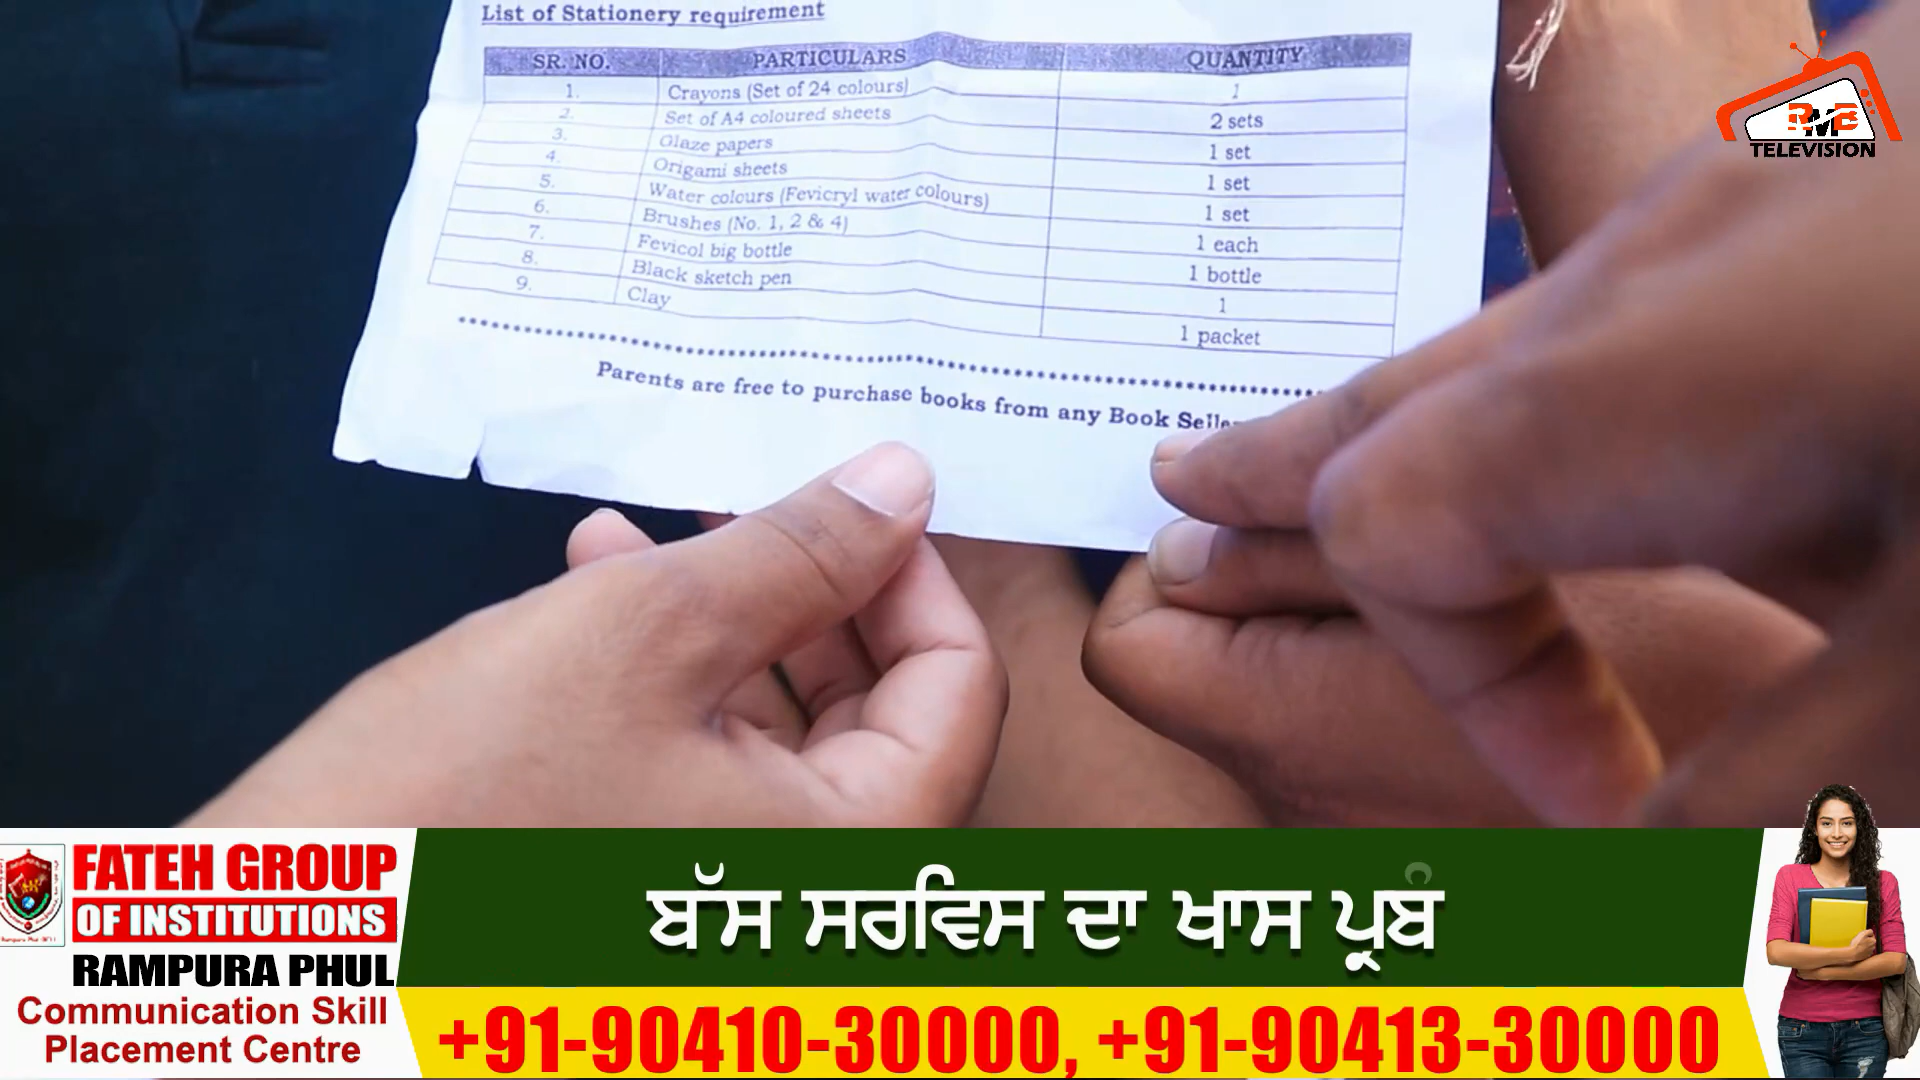 List of Stationery requirement
SR. NO. PARTICULARS QUANTITY
1. Crayons (Set of 24 colours) 1
2. Set of A4 coloured sheets 2 sets
3. Glaze papers 1 set
4. Origami sheets 1 set
5. Water colours (Fevicryl water colours) 1 set
6. Brushes (No. 1, 2 & 4) 1 each
7. Fevicol big bottle 1 bottle
8. Black sketch pen 1
9. Clay 1 packet
Parents are free to purchase books from any Book
RMB
TELEVISION
FATEH GROUP
OF INSTITUTIONS
RAMPURA PHUL
Communication Skill
Placement Centre
ਬੱਸ ਸਰਵਿਸ ਦਾ ਖਾਸ ਪ੍ਰਬੰ
+91-90410-30000, +91-90413-30000